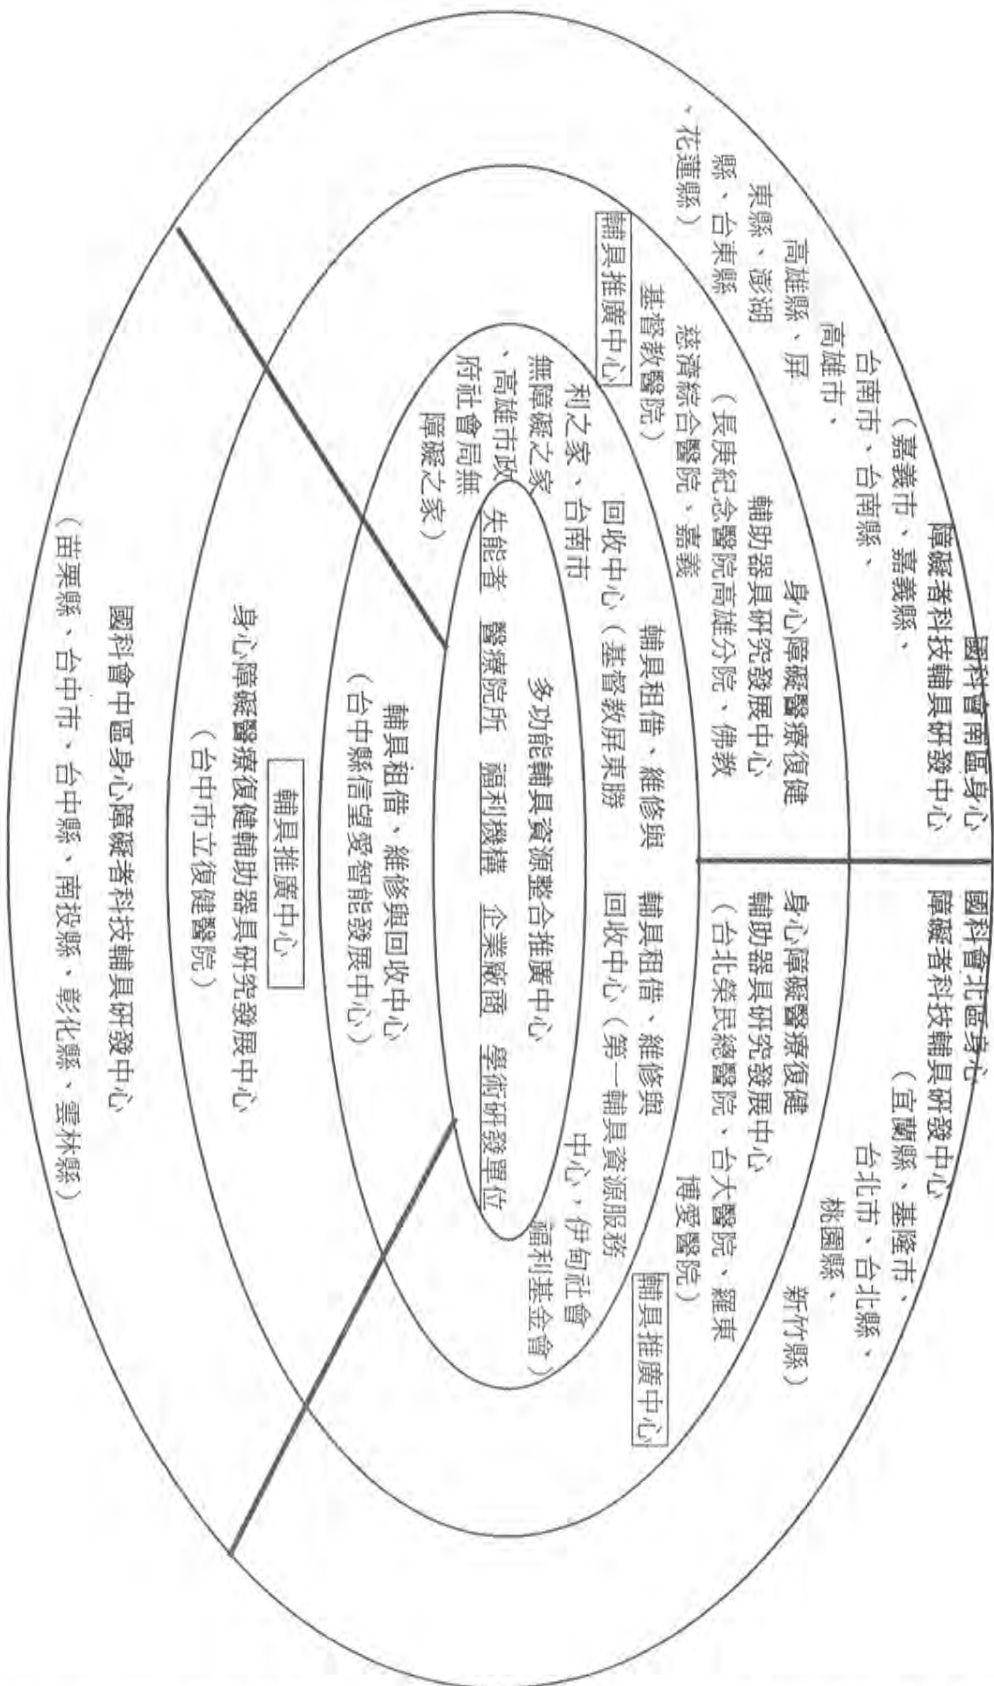 國科會南區身心
障礙者科技輔具研發中心
(嘉義市、嘉義縣、
台南市、台南縣、
高雄市、
高雄縣、屏
東縣、澎湖
縣、台東縣
、花蓮縣)
國科會北區身心
障礙者科技輔具研發中心
(宜蘭縣、基隆市、
台北市、台北縣、
桃園縣、
新竹縣)
身心障礙醫療復健
輔助器具研究發展中心
(長庚紀念醫院高雄分院、佛教
慈濟綜合醫院、嘉義
基督教醫院)
輔具推廣中心
身心障礙醫療復健
輔助器具研究發展中心
(台北榮民總醫院、台大醫院、羅東
博愛醫院)
輔具推廣中心
輔具租借、維修與
回收中心(基督教屏東勝
利之家、台南市
無障礙之家
、高雄市政
府社會局無
障礙之家)
輔具租借、維修與
回收中心(第一輔具資源服務
中心，伊甸社會
福利基金會)
多功能輔具資源整合推廣中心
失能者 醫療院所 福利機構 企業廠商 學術研發單位
輔具租借、維修與回收中心
(台中縣信望愛智能發展中心)
輔具推廣中心
身心障礙醫療復健輔助器具研究發展中心
(台中市立復健醫院)
國科會中區身心障礙者科技輔具研發中心
(苗栗縣、台中市、台中縣、南投縣、彰化縣、雲林縣)